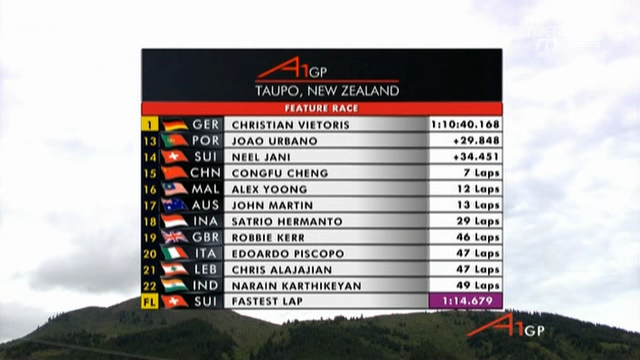 A1GP
TAUPO, NEW ZEALAND
FEATURE RACE
1 GER CHRISTIAN VIETORIS 1:10:40.168
13 POR JOAO URBANO +29.848
14 SUI NEEL JANI +34.451
15 CHN CONGFU CHENG 7 Laps
16 MAL ALEX YOONG 12 Laps
17 AUS JOHN MARTIN 13 Laps
18 INA SATRIO HERMANTO 29 Laps
19 GBR ROBBIE KERR 46 Laps
20 ITA EDOARDO PISCOPO 47 Laps
21 LEB CHRIS ALAJAJIAN 47 Laps
22 IND NARAIN KARTHIKEYAN 49 Laps
FL SUI FASTEST LAP 1:14.679
A1GP